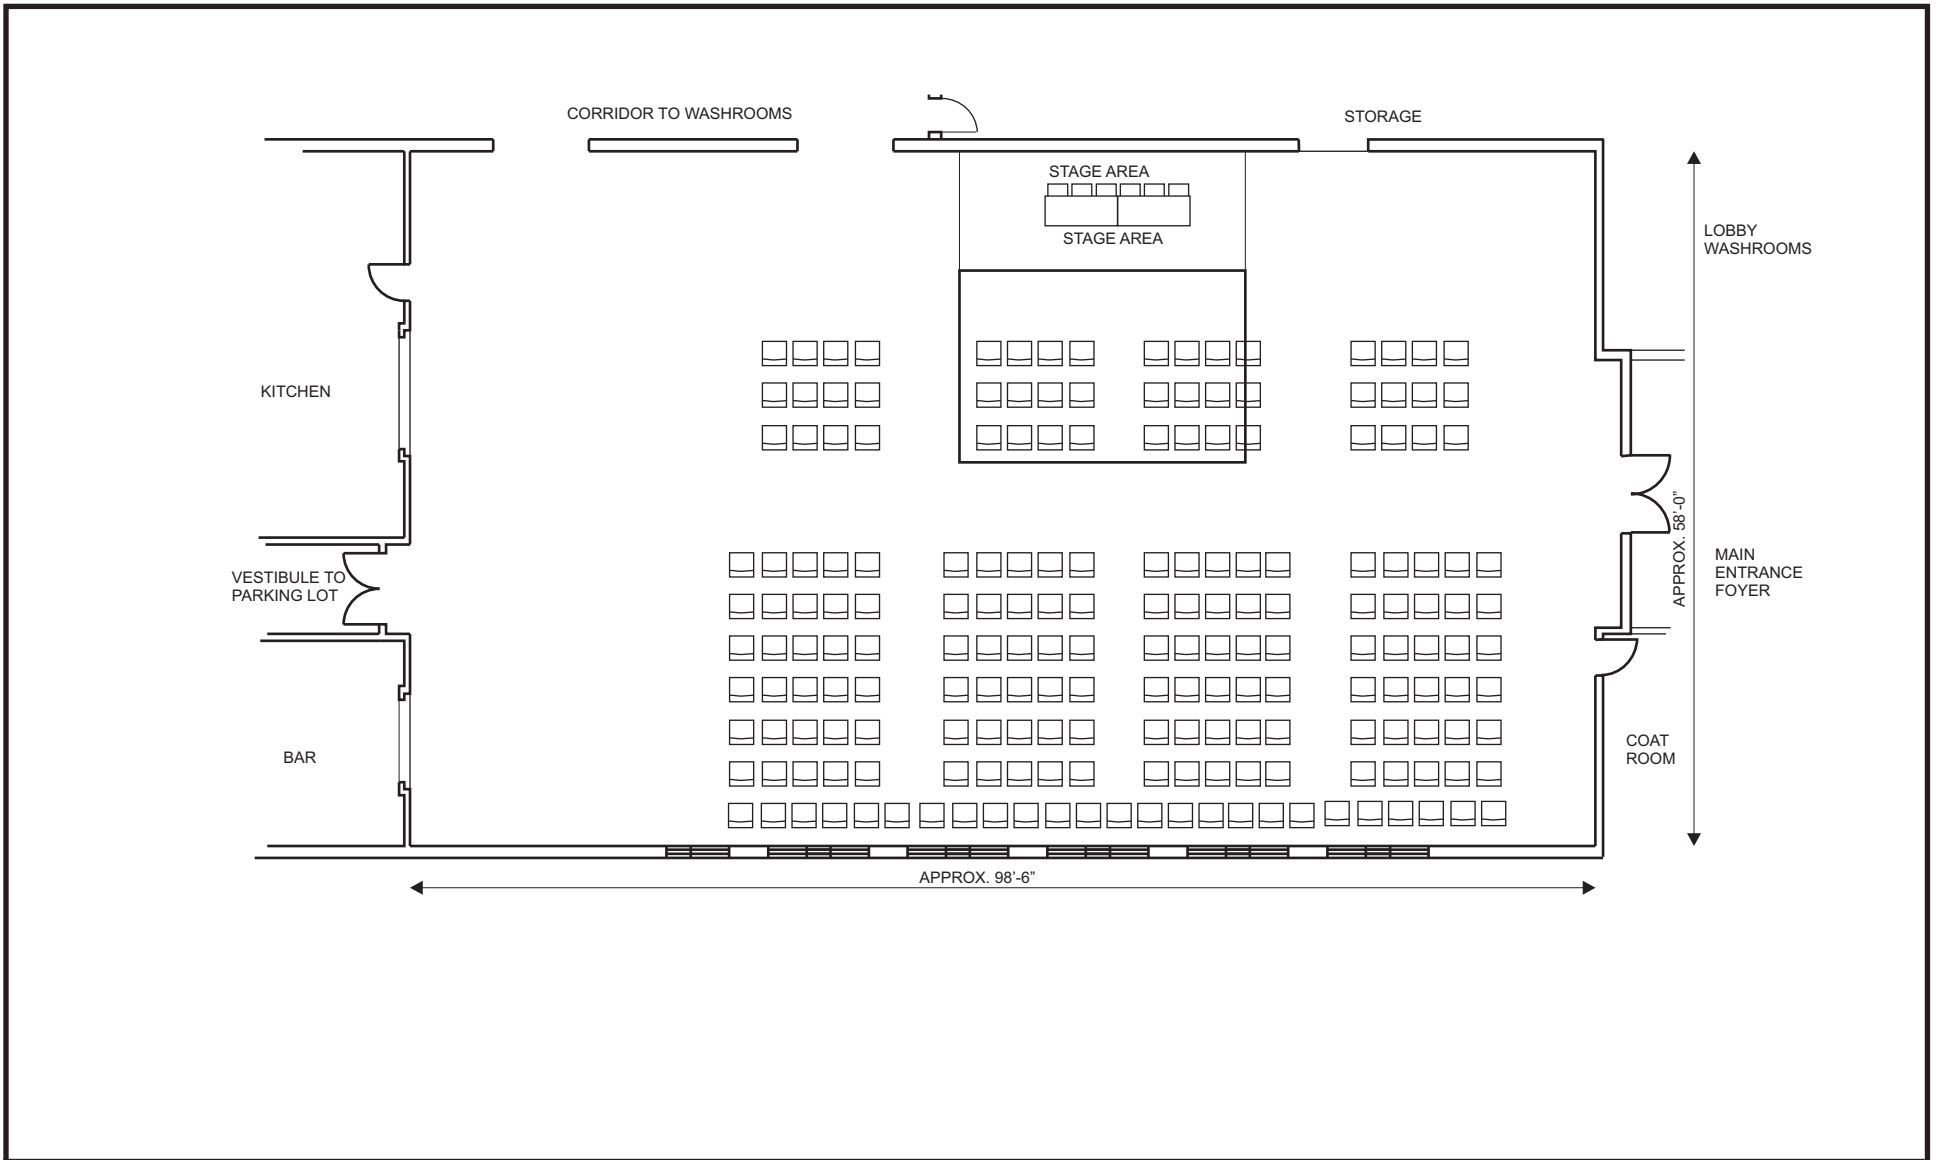 CORRIDOR TO WASHROOMS
STORAGE
STAGE AREA
STAGE AREA
LOBBY
WASHROOMS
KITCHEN
APPROX. 58'-0”
VESTIBULE TO
PARKING LOT
MAIN
ENTRANCE
FOYER
BAR
COAT
ROOM
APPROX. 98'-6”